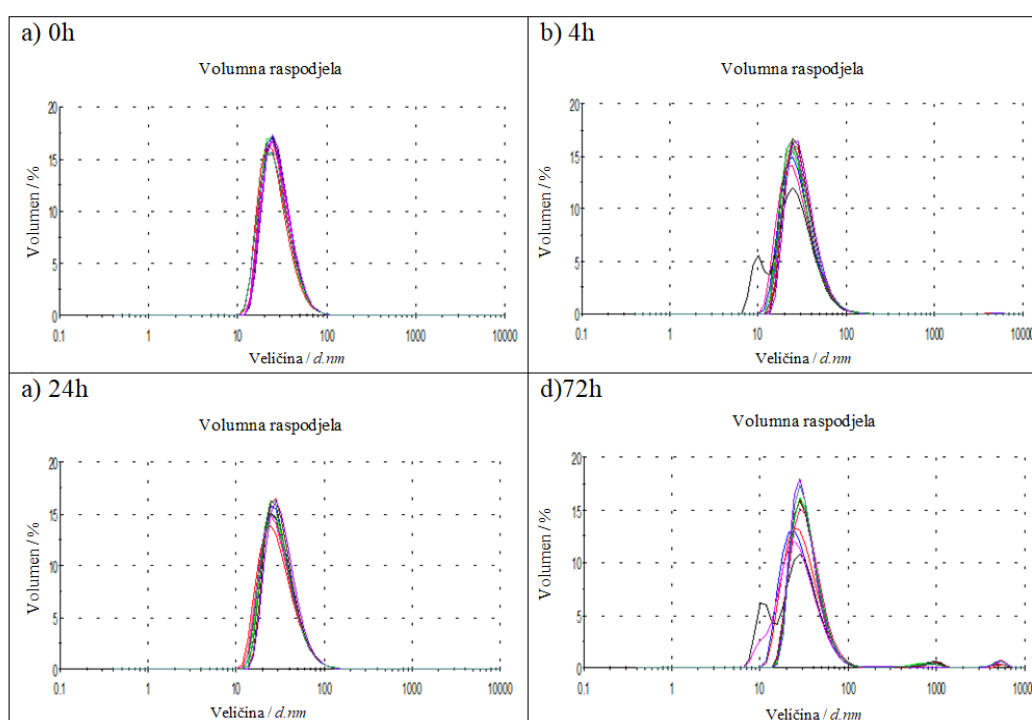 a) 0h
Volumna raspodjela
Volumen / %
20
15
10
5
0
0.1 1 10 100 1000 10000
Veličina / d.nm
b) 4h
Volumna raspodjela
Volumen / %
20
15
10
5
0
0.1 1 10 100 1000 10000
Veličina / d.nm
a) 24h
Volumna raspodjela
Volumen / %
20
15
10
5
0
0.1 1 10 100 1000 10000
Veličina / d.nm
d)72h
Volumna raspodjela
Volumen / %
20
15
10
5
0
0.1 1 10 100 1000 1000
Veličina / d.nm